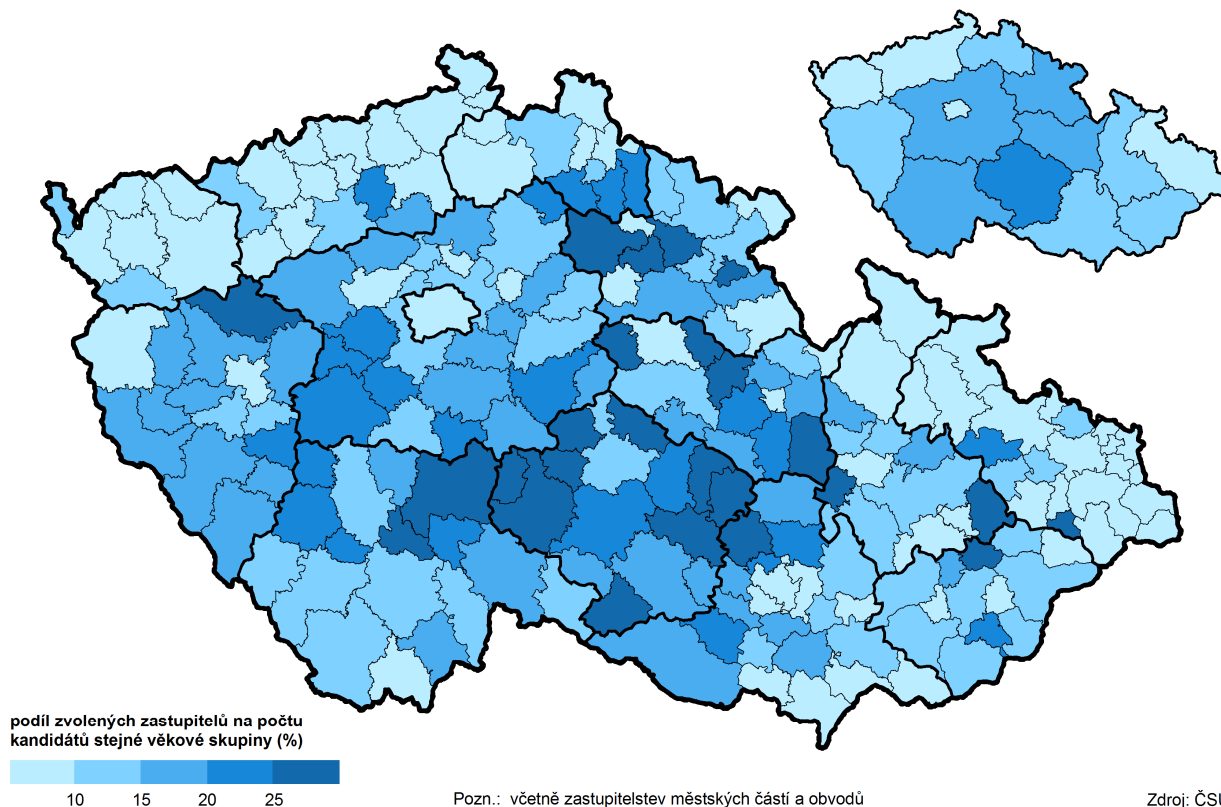 podíl zvolených zastupitelů na počtu
kandidátů stejné věkové skupiny (%)
10 15 20 25
Pozn.: včetně zastupitelstev městských částí a obvodů
Zdroj: ČSÚ